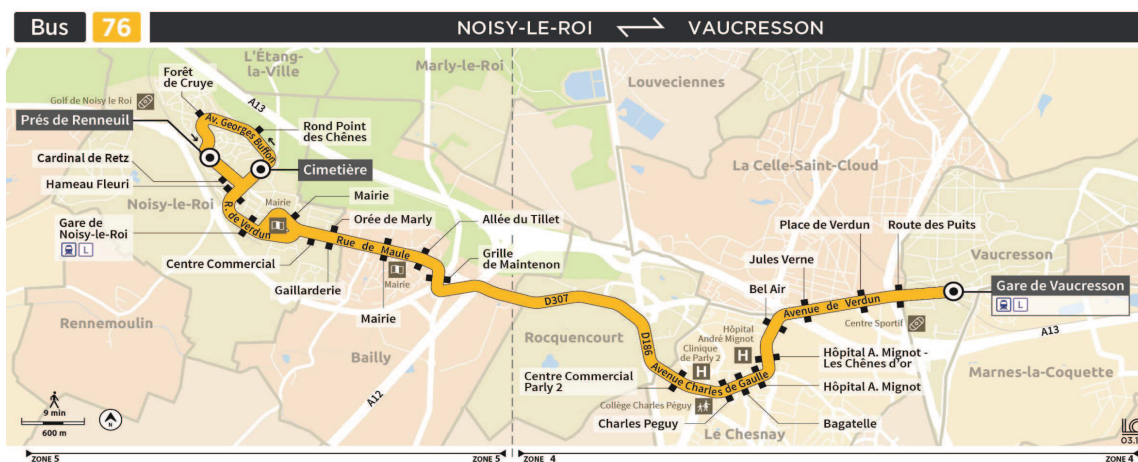 Bus 76
NOISY-LE-ROI VAUCRESSON
L'Étang-
la-Ville
Marly-le-Roi
Louveciennes
La Celle-Saint-Cloud
Forêt
de Cruye
A13
Golf de Noisy le Roi
Prés de Renneuil
Av. Georges Buffon
Rond Point
des Chênes
Cardinal de Retz
Cimetière
Hameau Fleuri
Noisy-le-Roi
R. de Verdun
Mairie
Mairie
Gare de
Noisy-le-Roi
L
Orée de Marly
Allée du Tillet
Rue de Maule
Centre Commercial
Grille
de Maintenon
Gaillarderie
Mairie
Mairie
Rennemoulin
Bailly
A12
D307
Rocquencourt
D186
Place de Verdun
Route des Puits
Jules Verne
Vaucresson
Bel Air
Avenue de Verdun
Gare de Vaucresson
L
Centre Sportif
A13
Hôpital
André Mignot
H
Clinique
de Parly 2
H
Hôpital A. Mignot -
Les Chênes d'or
Marnes-la-Coquette
Centre Commercial
Parly 2
Avenue Charles de Gaulle
Hôpital A. Mignot
Collège Charles Péguy
Charles Peguy
Bagatelle
Le Chesnay
9 min
600 m
N
ZONE 5
ZONE 5
ZONE 4
ZONE 4